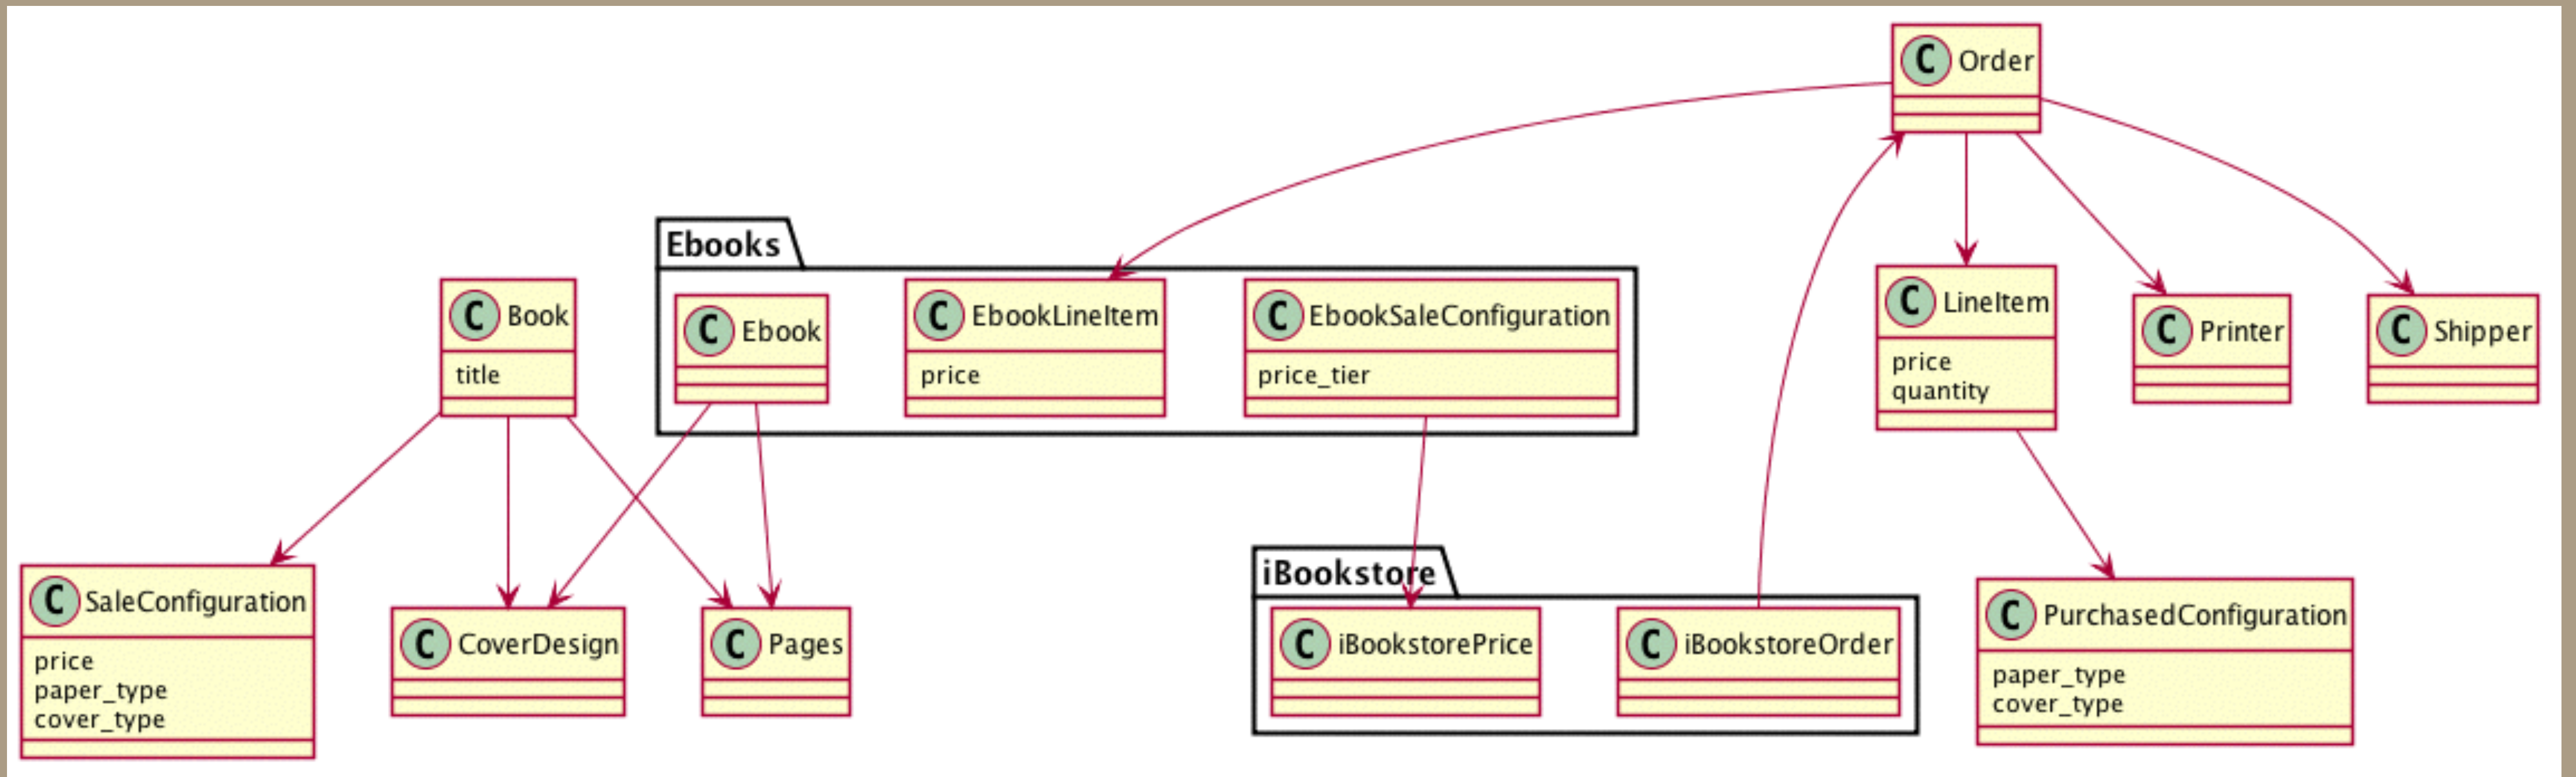 C Order
Ebooks
C Book
title
C Ebook
C EbookLineItem
price
C EbookSaleConfiguration
price_tier
C LineItem
price
quantity
C Printer
C Shipper
C SaleConfiguration
price
paper_type
cover_type
C CoverDesign
C Pages
iBookstore
C iBookstorePrice
C iBookstoreOrder
C PurchasedConfiguration
paper_type
cover_type